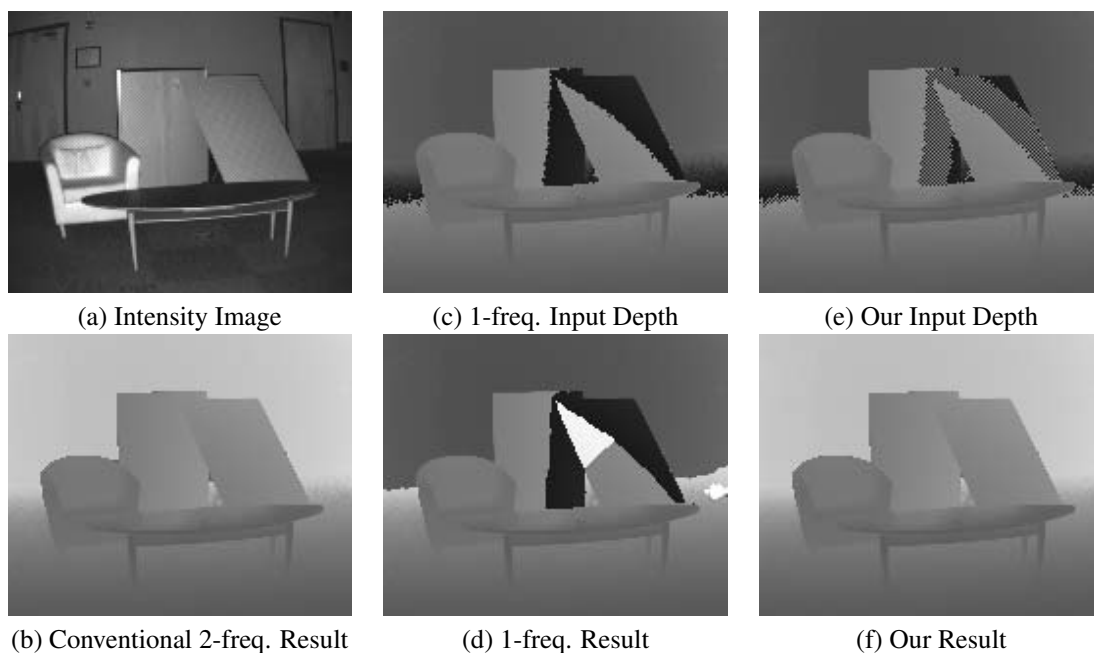 (a) Intensity Image
(c) 1-freq. Input Depth
(e) Our Input Depth
(b) Conventional 2-freq. Result
(d) 1-freq. Result
(f) Our Result